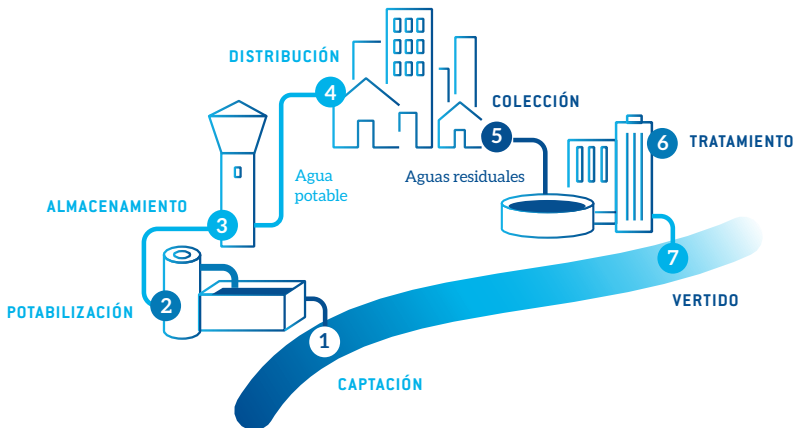 DISTRIBUCIÓN
4
COLECCIÓN
5
6
TRATAMIENTO
Agua
potable
Aguas residuales
ALMACENAMIENTO
3
7
2
POTABILIZACIÓN
VERTIDO
1
CAPTACIÓN